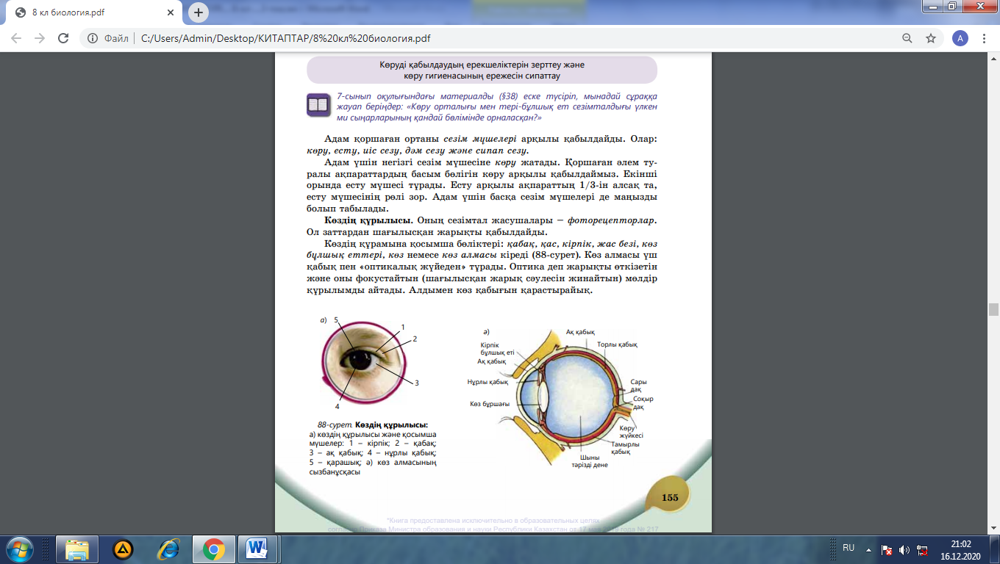 8 кл биология.pdf
Файл
C:/Users/Admin/Desktop/КИТАПТАР/8%20кл%20биология.pdf
A
Көруді қабылдаудың ерекшеліктерін зерттеу және
көру гигиенасының ережесін сипаттау
7-сынып оқулығындағы материалды (§38) еске түсіріп, мынадай сұраққа
жауап беріңдер: «Көру орталығы мен тері-бұлшық ет сезімталдығы үлкен
ми сыңарларының қандай бөлімінде орналасқан?»
Адам қоршаған ортаны сезім мүшелері арқылы қабылдайды. Олар:
көру, есту, иіс сезу, дәм сезу және сипап сезу.
Адам үшін негізгі сезім мүшесіне көру жатады. Қоршаған әлем ту-
ралы ақпараттардың басым бөлігін көру арқылы қабылдаймыз. Екінші
орында есту мүшесі тұрады. Есту арқылы ақпараттың 1/3-ін алсақ та,
есту мүшесінің рөлі зор. Адам үшін басқа сезім мүшелері де маңызды
болып табылады.
Көздің құрылысы. Оның сезімтал жасушалары – фоторецепторлар.
Ол заттардан шағылысқан жарықты қабылдайды.
Көздің құрамына қосымша бөліктері: қабақ, қас, кірпік, жас безі, көз
бұлшық еттері, көз немесе көз алмасы кіреді (88-сурет). Көз алмасы үш
қабық пен «оптикалық жүйеден» тұрады. Оптика деп жарықты өткізетін
және оны фокустайтын (шағылысқан жарық сәулесін жинайтын) мөлдір
құрылымды айтады. Алдымен көз қабығын қарастырайық.
а)
5
1
2
3
4
88-сурет. Көздің құрылысы:
а) көздің құрылысы және қосымша
мүшелер: 1 – кірпік; 2 – қабақ;
3 – ақ қабық; 4 – нұрлы қабық;
5 – қарашық; ә) көз алмасының
сызбанұсқасы
ә)
Ақ қабық
Кірпік
бұлшық еті
Торлы қабық
Ақ қабық
Нұрлы қабық
Сары
дақ
Көз бұршағы
Соқыр
дақ
Көру
жүйкесі
Тамырлы
қабық
Шыны
тәрізді дене
155
*Книга предоставлена исключительно в образовательных целях
согласно Приказа Министра образования и науки Республики Казахстан от 17 мая 2019 года № 217
RU
21:02
16.12.2020